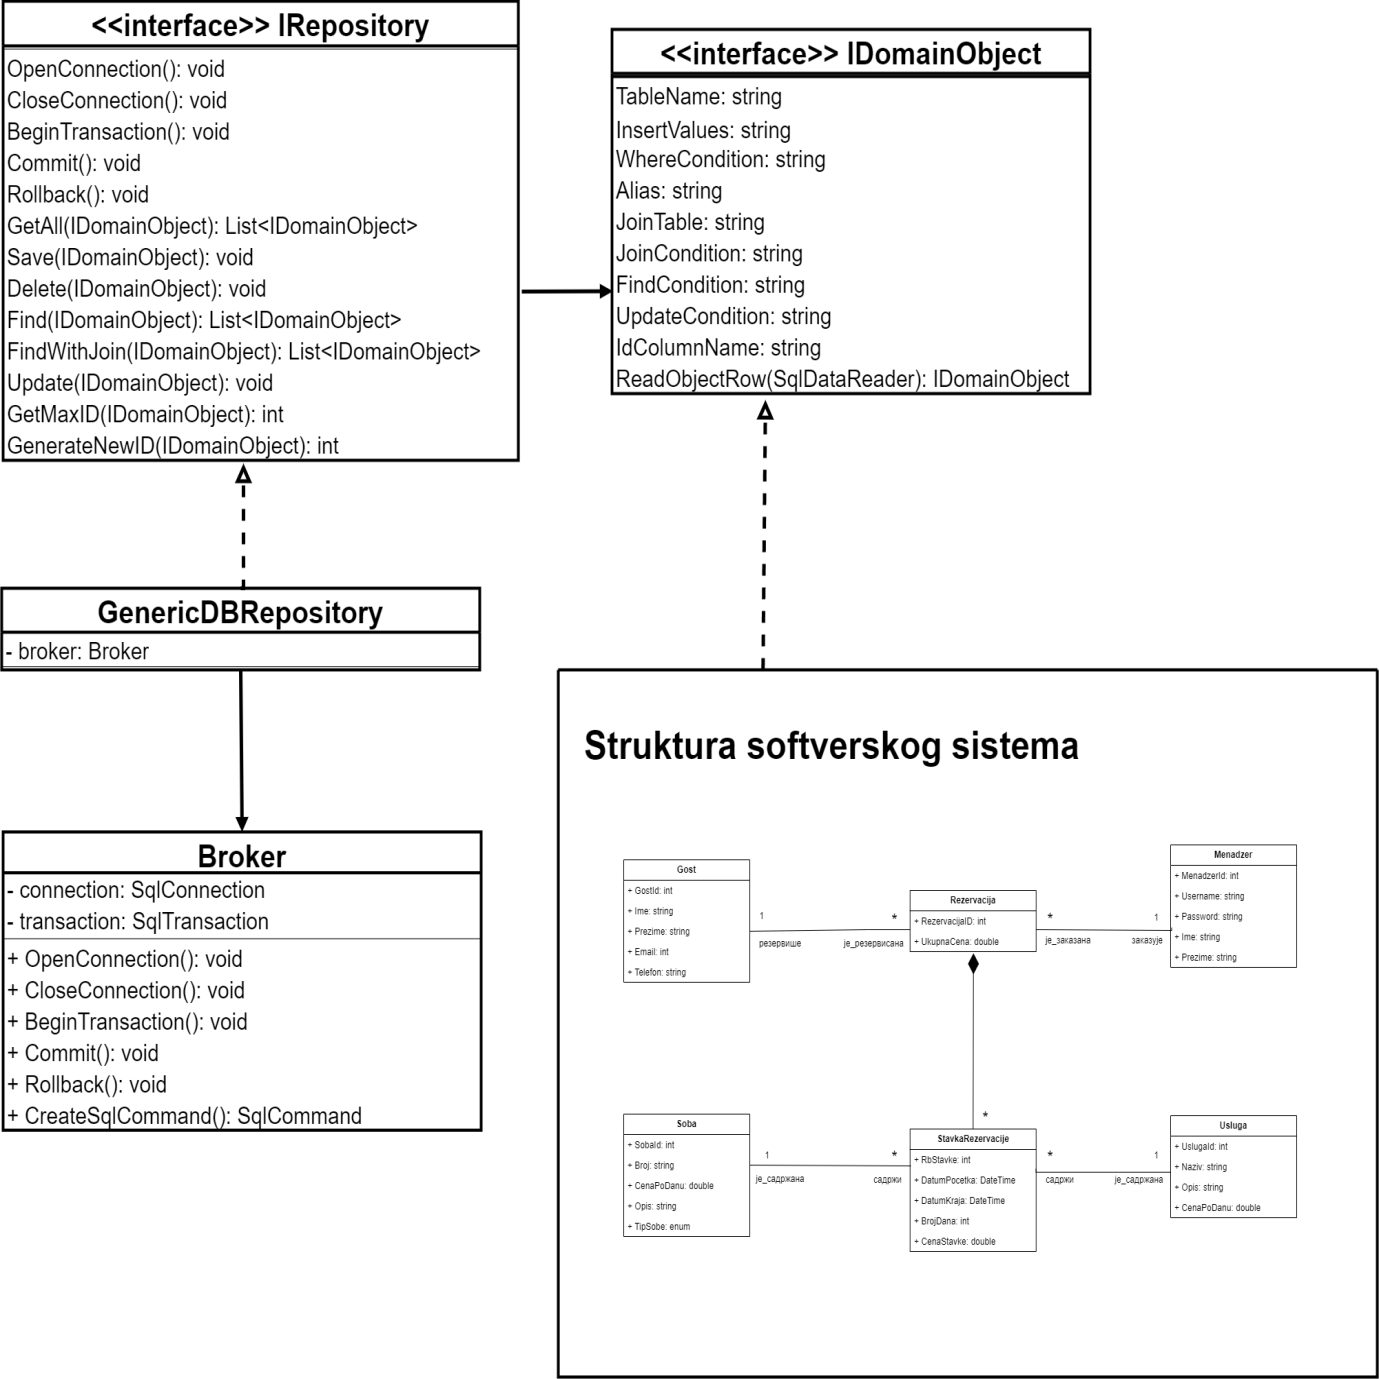 <<interface>> IRepository
OpenConnection(): void
CloseConnection(): void
BeginTransaction(): void
Commit(): void
Rollback(): void
GetAll(IDomainObject): List<IDomainObject>
Save(IDomainObject): void
Delete(IDomainObject): void
Find(IDomainObject): List<IDomainObject>
FindWithJoin(IDomainObject): List<IDomainObject>
Update(IDomainObject): void
GetMaxID(IDomainObject): int
GenerateNewID(IDomainObject): int
<<interface>> IDomainObject
TableName: string
InsertValues: string
WhereCondition: string
Alias: string
JoinTable: string
JoinCondition: string
FindCondition: string
UpdateCondition: string
IdColumnName: string
ReadObjectRow(SqlDataReader): IDomainObject
GenericDBRepository
- broker: Broker
Broker
- connection: SqlConnection
- transaction: SqlTransaction
+ OpenConnection(): void
+ CloseConnection(): void
+ BeginTransaction(): void
+ Commit(): void
+ Rollback(): void
+ CreateSqlCommand(): SqlCommand
Struktura softverskog sistema
Gost
+ GostId: int
+ Ime: string
+ Prezime: string
+ Email: int
+ Telefon: string
1
резервише
*
је_резервисана
Rezervacija
+ RezervacijaID: int
+ UkupnaCena: double
*
је_заказана
1
заказује
Menadzer
+ MenadzerId: int
+ Username: string
+ Password: string
+ Ime: string
+ Prezime: string
*
Soba
+ SobaId: int
+ Broj: string
+ CenaPoDanu: double
+ Opis: string
+ TipSobe: enum
1
је_садржана
*
садржи
StavkaRezervacije
+ RbStavke: int
+ DatumPocetka: DateTime
+ DatumKraja: DateTime
+ BrojDana: int
+ CenaStavke: double
*
садржи
1
је_садржана
Usluga
+ UslugaId: int
+ Naziv: string
+ Opis: string
+ CenaPoDanu: double